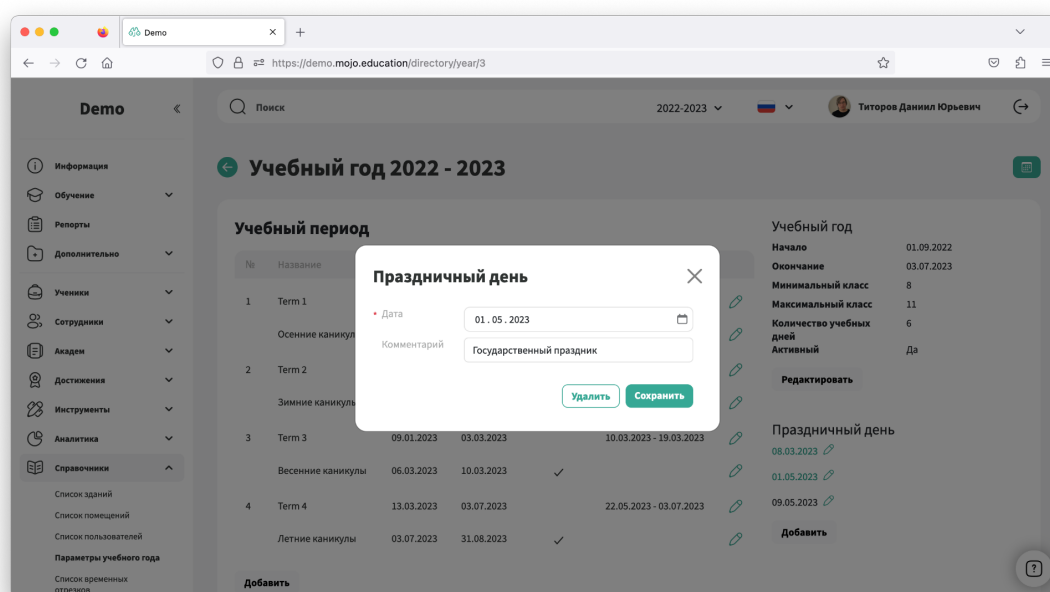 Demo
https://demo.mojo.education/directory/year/3
Demo
Поиск
2022-2023
Титоров Даниил Юрьевич
Информация
Обучение
Репорты
Дополнительно
Ученики
Сотрудники
Академ
Достижения
Инструменты
Аналитика
Справочники
Список зданий
Список помещений
Список пользователей
Параметры учебного года
Список временных
отрезков
Учебный год 2022 - 2023
Учебный период
№ Название
1 Term 1
Осенние каникул
2 Term 2
Зимние каникулы
3 Term 3 09.01.2023 03.03.2023 10.03.2023 - 19.03.2023
Весенние каникулы 06.03.2023 10.03.2023
4 Term 4 13.03.2023 03.07.2023 22.05.2023 - 03.07.2023
Летние каникулы 03.07.2023 31.08.2023
Добавить
Праздничный день
• Дата 01 . 05 . 2023
Комментарий Государственный праздник
Удалить Сохранить
Учебный год
Начало 01.09.2022
Окончание 03.07.2023
Минимальный класс 8
Максимальный класс 11
Количество учебных 6
дней
Активный Да
Редактировать
Праздничный день
08.03.2023
01.05.2023
09.05.2023
Добавить
?